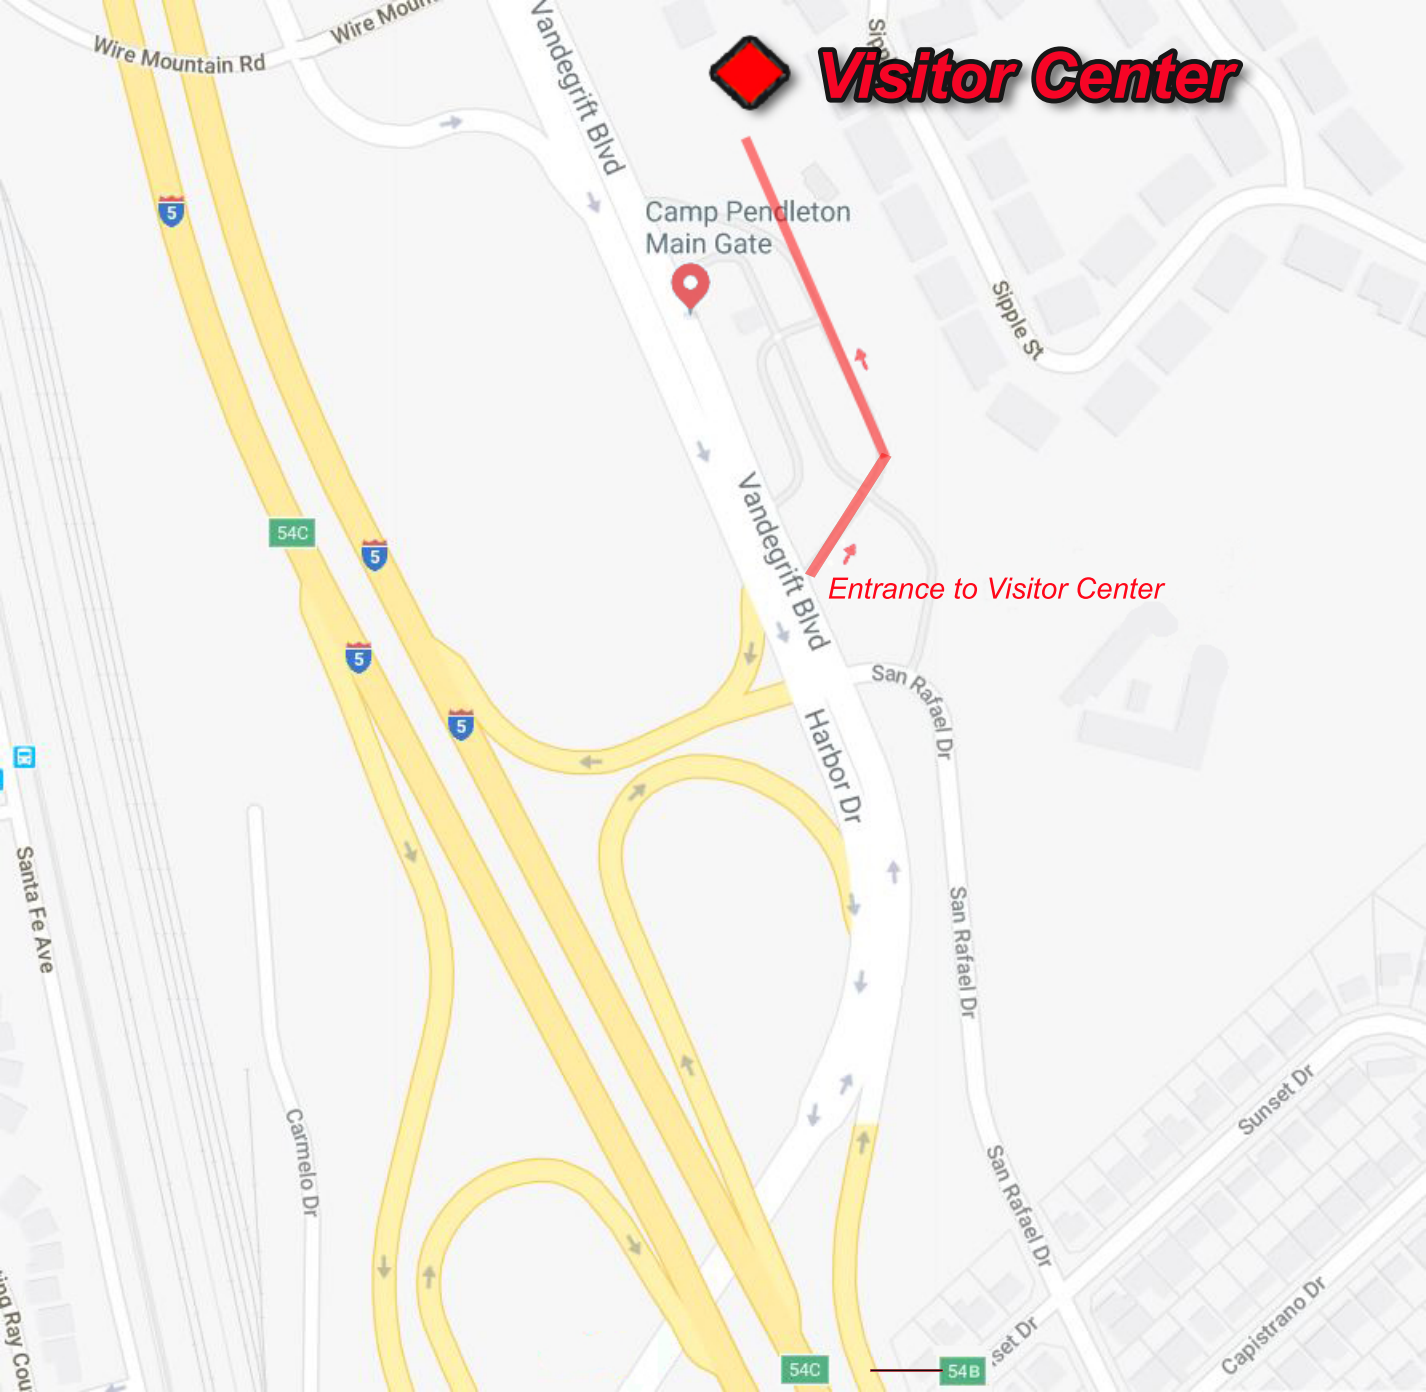 Wire Mountain Rd
Wire Moun
Vandegrift Blvd
Visitor Center
5
Camp Pendleton
Main Gate
Sipple St
Vandegrift Blvd
54C
5
Entrance to Visitor Center
5
San Rafael Dr
5
Harbor Dr
Santa Fe Ave
San Rafael Dr
Sunset Dr
Carmelo Dr
San Rafael Dr
Capistrano Dr
54C
54B